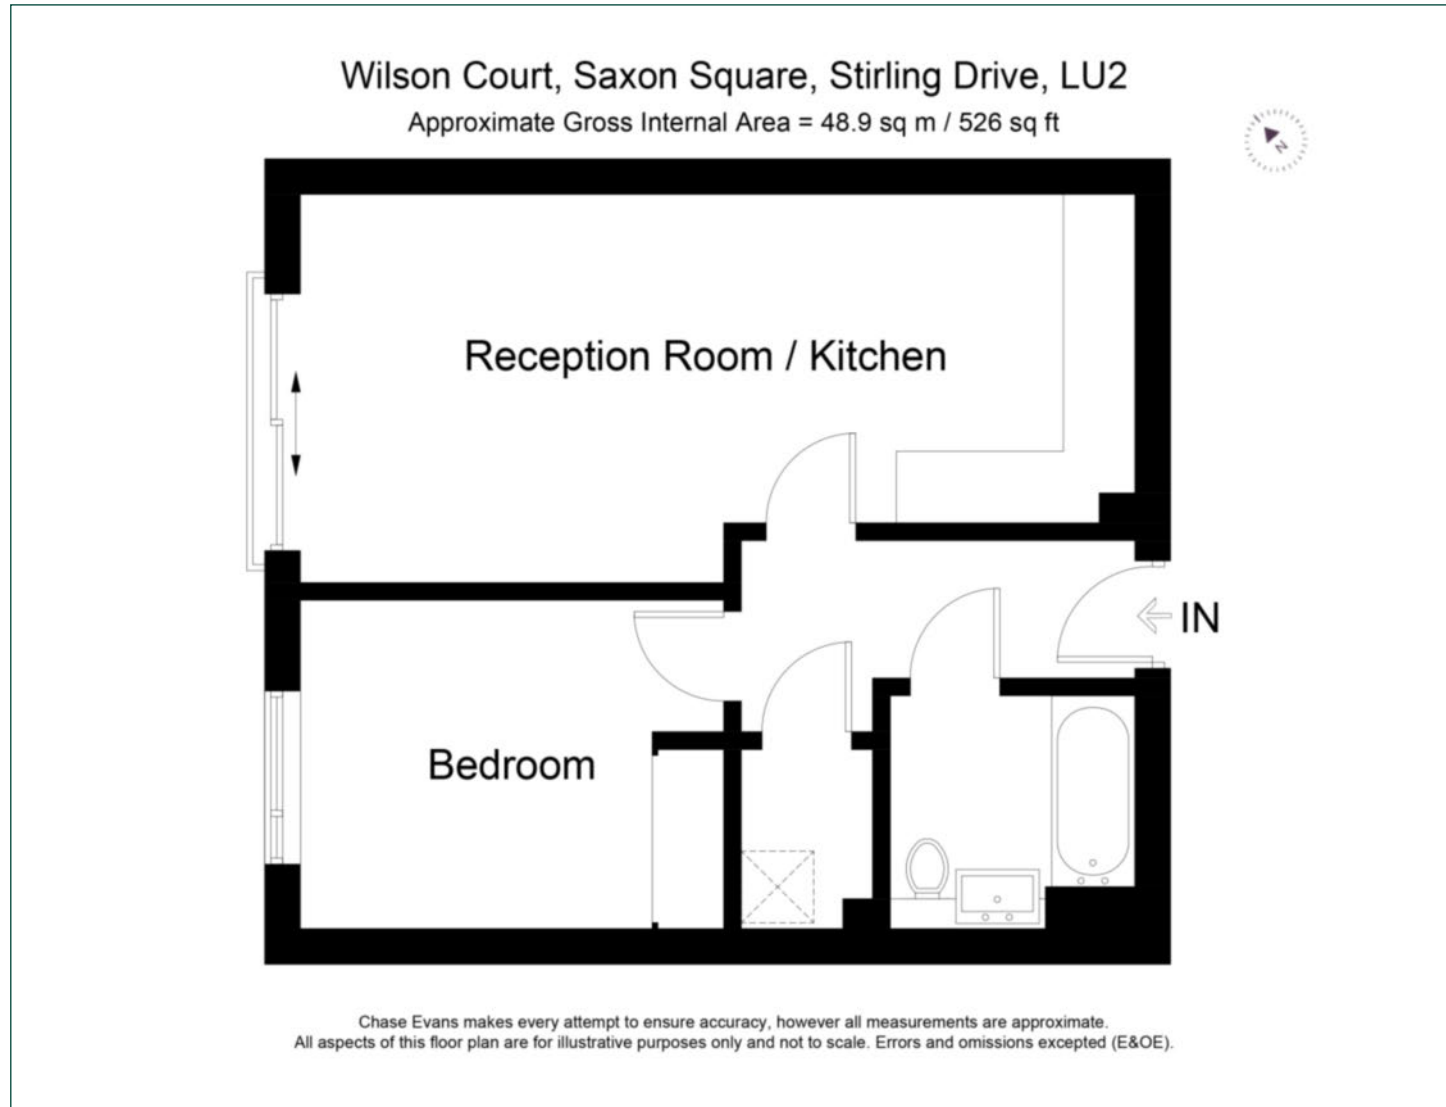 Wilson Court, Saxon Square, Stirling Drive, LU2
Approximate Gross Internal Area = 48.9 sq m / 526 sq ft
N
Reception Room / Kitchen
IN
Bedroom
Chase Evans makes every attempt to ensure accuracy, however all measurements are approximate.
All aspects of this floor plan are for illustrative purposes only and not to scale. Errors and omissions excepted (E&OE).